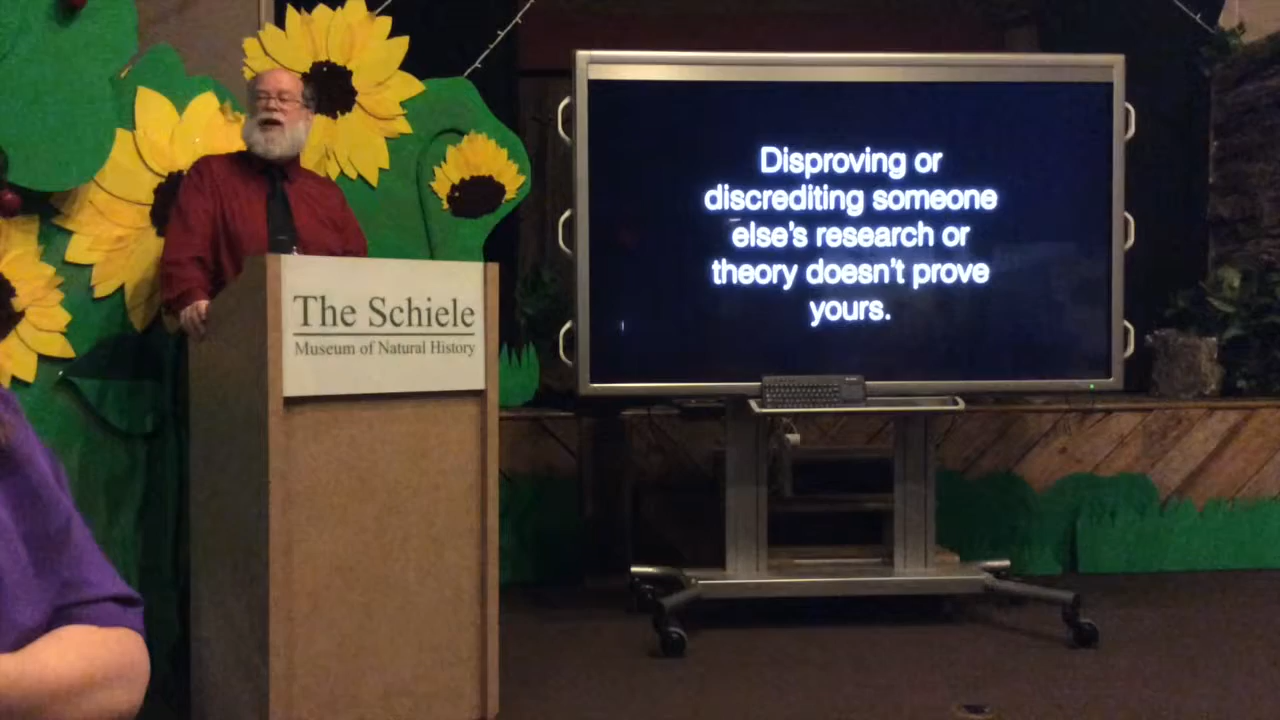 The Schiele
Museum of Natural History
Disproving or
discrediting someone
else's research or
theory doesn't prove
yours.